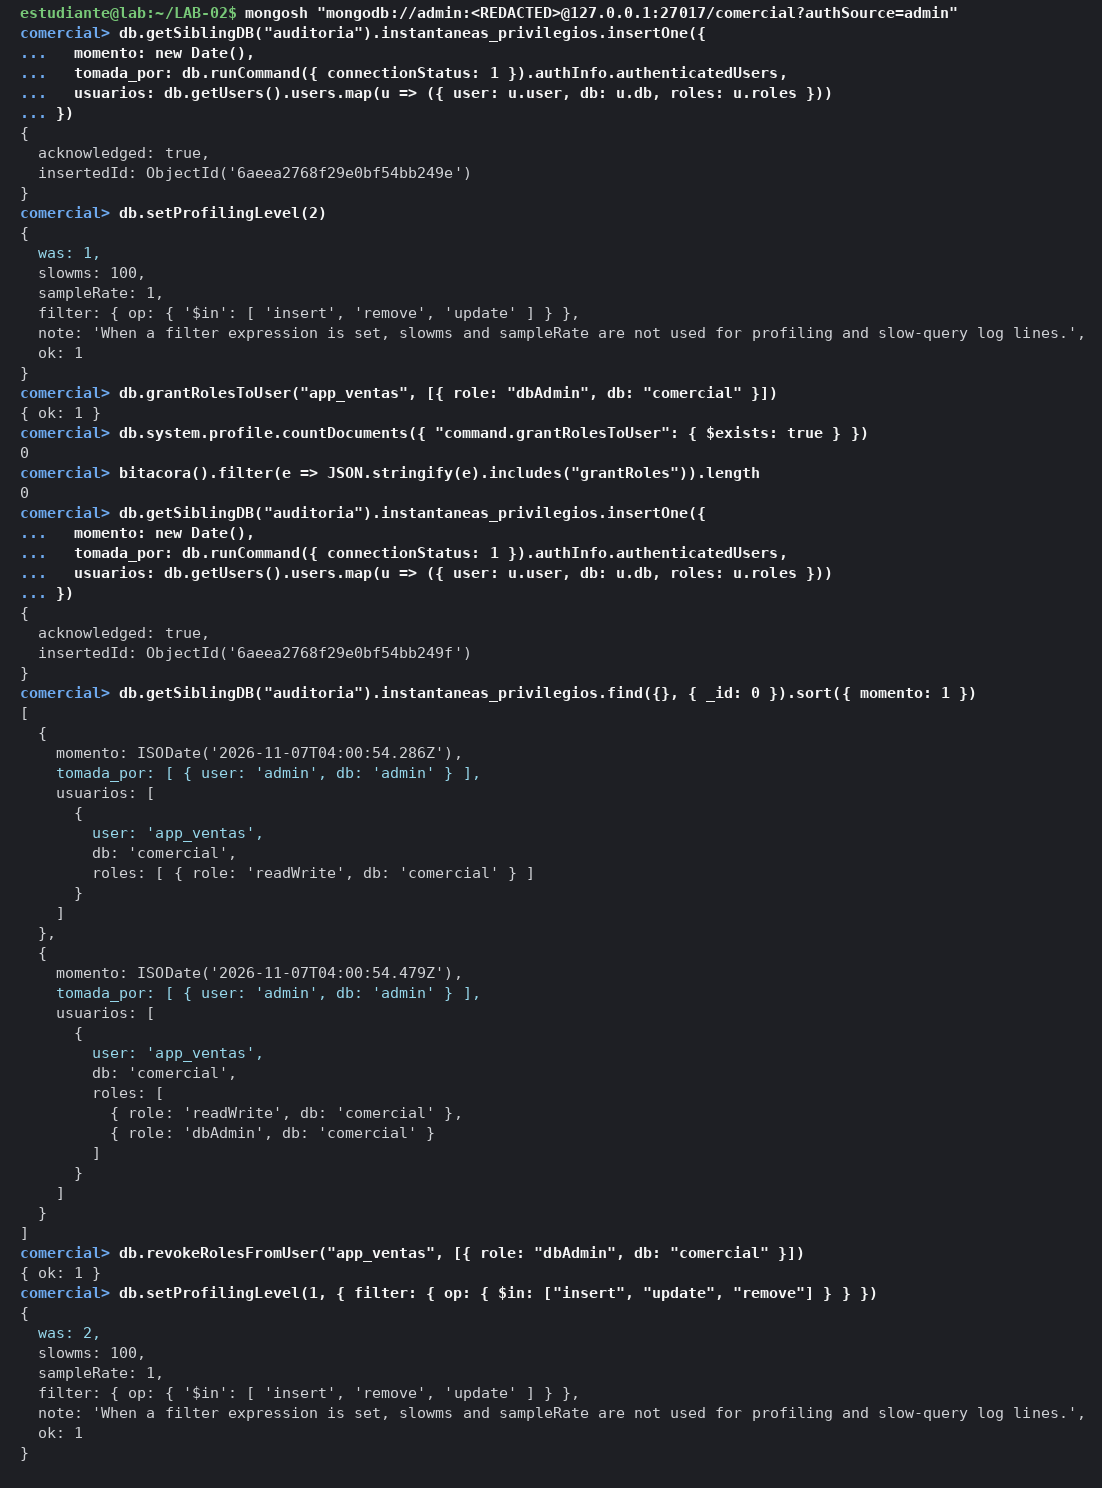 estudiante@lab:~/LAB-02$ mongosh "mongodb://admin:<REDACTED>@127.0.0.1:27017/comercial?authSource=admin"
comercial> db.getSiblingDB("auditoria").instantaneas_privilegios.insertOne({
...   momento: new Date(),
...   tomada_por: db.runCommand({ connectionStatus: 1 }).authInfo.authenticatedUsers,
...   usuarios: db.getUsers().users.map(u => ({ user: u.user, db: u.db, roles: u.roles }))
... })
{
  acknowledged: true,
  insertedId: ObjectId('6aeea2768f29e0bf54bb249e')
}
comercial> db.setProfilingLevel(2)
{
  was: 1,
  slowms: 100,
  sampleRate: 1,
  filter: { op: { '$in': [ 'insert', 'remove', 'update' ] } },
  note: 'When a filter expression is set, slowms and sampleRate are not used for profiling and slow-query log lines.',
  ok: 1
}
comercial> db.grantRolesToUser("app_ventas", [{ role: "dbAdmin", db: "comercial" }])
{ ok: 1 }
comercial> db.system.profile.countDocuments({ "command.grantRolesToUser": { $exists: true } })
0
comercial> bitacora().filter(e => JSON.stringify(e).includes("grantRoles")).length
0
comercial> db.getSiblingDB("auditoria").instantaneas_privilegios.insertOne({
...   momento: new Date(),
...   tomada_por: db.runCommand({ connectionStatus: 1 }).authInfo.authenticatedUsers,
...   usuarios: db.getUsers().users.map(u => ({ user: u.user, db: u.db, roles: u.roles }))
... })
{
  acknowledged: true,
  insertedId: ObjectId('6aeea2768f29e0bf54bb249f')
}
comercial> db.getSiblingDB("auditoria").instantaneas_privilegios.find({}, { _id: 0 }).sort({ momento: 1 })
[
  {
    momento: ISODate('2026-11-07T04:00:54.286Z'),
    tomada_por: [ { user: 'admin', db: 'admin' } ],
    usuarios: [
      {
        user: 'app_ventas',
        db: 'comercial',
        roles: [ { role: 'readWrite', db: 'comercial' } ]
      }
    ]
  },
  {
    momento: ISODate('2026-11-07T04:00:54.479Z'),
    tomada_por: [ { user: 'admin', db: 'admin' } ],
    usuarios: [
      {
        user: 'app_ventas',
        db: 'comercial',
        roles: [
          { role: 'readWrite', db: 'comercial' },
          { role: 'dbAdmin', db: 'comercial' }
        ]
      }
    ]
  }
]
comercial> db.revokeRolesFromUser("app_ventas", [{ role: "dbAdmin", db: "comercial" }])
{ ok: 1 }
comercial> db.setProfilingLevel(1, { filter: { op: { $in: ["insert", "update", "remove"] } } })
{
  was: 2,
  slowms: 100,
  sampleRate: 1,
  filter: { op: { '$in': [ 'insert', 'remove', 'update' ] } },
  note: 'When a filter expression is set, slowms and sampleRate are not used for profiling and slow-query log lines.',
  ok: 1
}